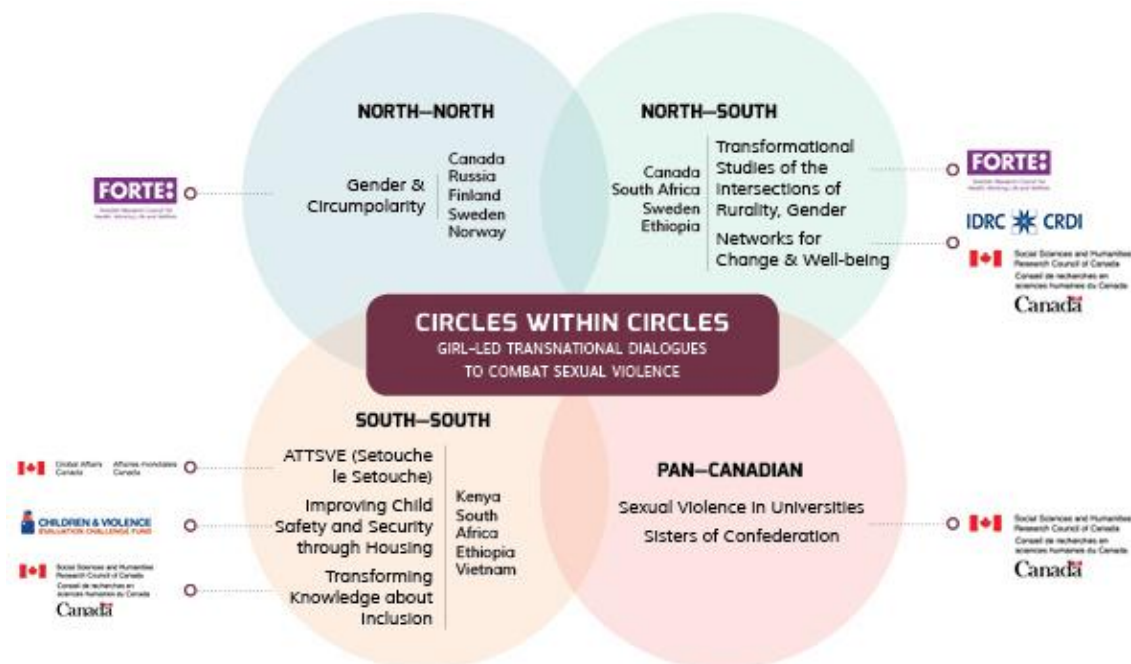 NORTH—NORTH
Gender &
Circumpolarity
Canada
Russia
Finland
Sweden
Norway
FORTE:
NORTH—SOUTH
Canada
South Africa
Sweden
Ethiopia
Transformational
Studies of the
Intersections of
Rurality, Gender
Networks for
Change & Well-being
FORTE:
IDRC CRDI
Social Sciences and Humanities
Research Council of Canada
Conseil de recherches en
sciences humaines du Canada
Canada
CIRCLES WITHIN CIRCLES
GIRL-LED TRANSNATIONAL DIALOGUES
TO COMBAT SEXUAL VIOLENCE
SOUTH—SOUTH
Global Affairs Affaires mondiales
Canada Canada
ATTSVE (Setouche
le Setouche)
CHILDREN & VIOLENCE
EVALUATION CHALLENGE FUND
Improving Child
Safety and Security
through Housing
Social Sciences and Humanities
Research Council of Canada
Conseil de recherches en
sciences humaines du Canada
Canada
Transforming
Knowledge about
Inclusion
Kenya
South
Africa
Ethiopia
Vietnam
PAN—CANADIAN
Sexual Violence in Universities
Sisters of Confederation
Social Sciences and Humanities
Research Council of Canada
Conseil de recherches en
sciences humaines du Canada
Canada